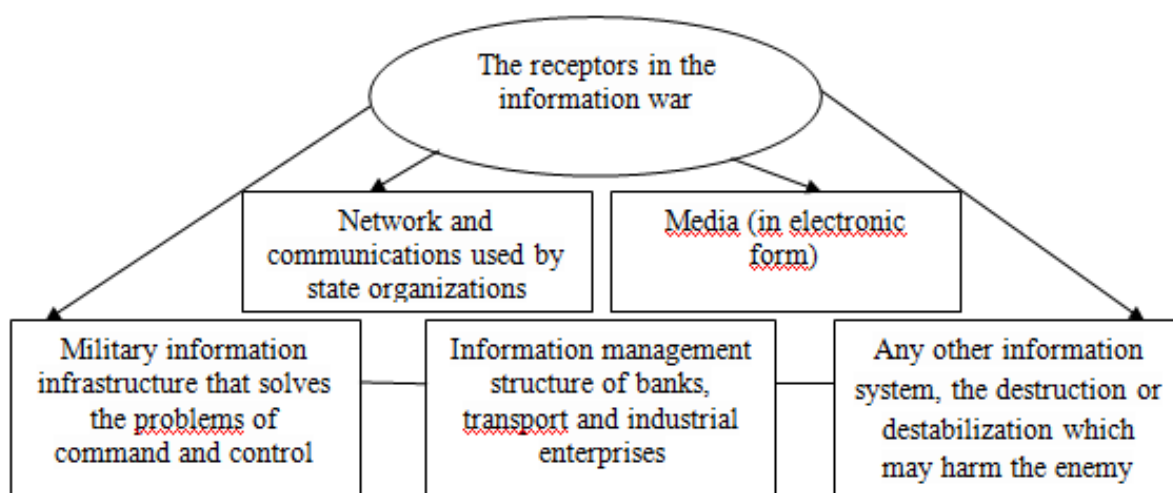 The receptors in the
information war
Network and
communications used by
state organizations
Media (in electronic
form)
Military information
infrastructure that solves
the problems of
command and control
Information management
structure of banks,
transport and industrial
enterprises
Any other information
system, the destruction or
destabilization which
may harm the enemy